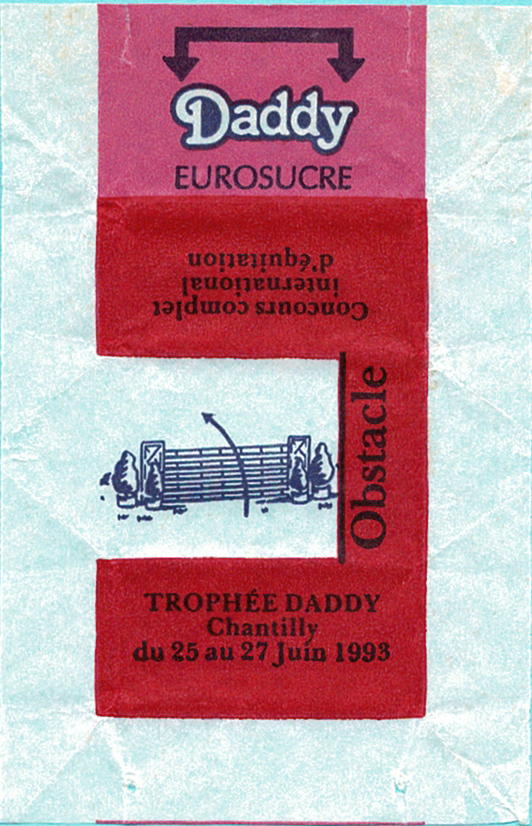 Daddy
EUROSUCRE
Concours complet
international
d'équitation
Obstacle
TROPHÉE DADDY
Chantilly
du 25 au 27 Juin 1993